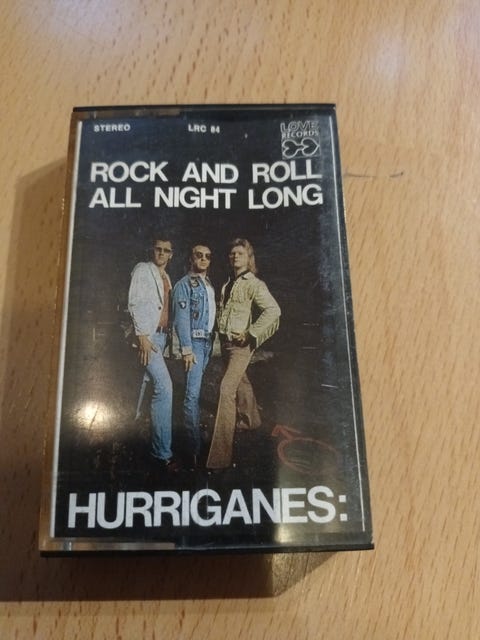 STEREO LRC 84 LOVE
RECORDS
ROCK AND ROLL
ALL NIGHT LONG
HURRIGANES: